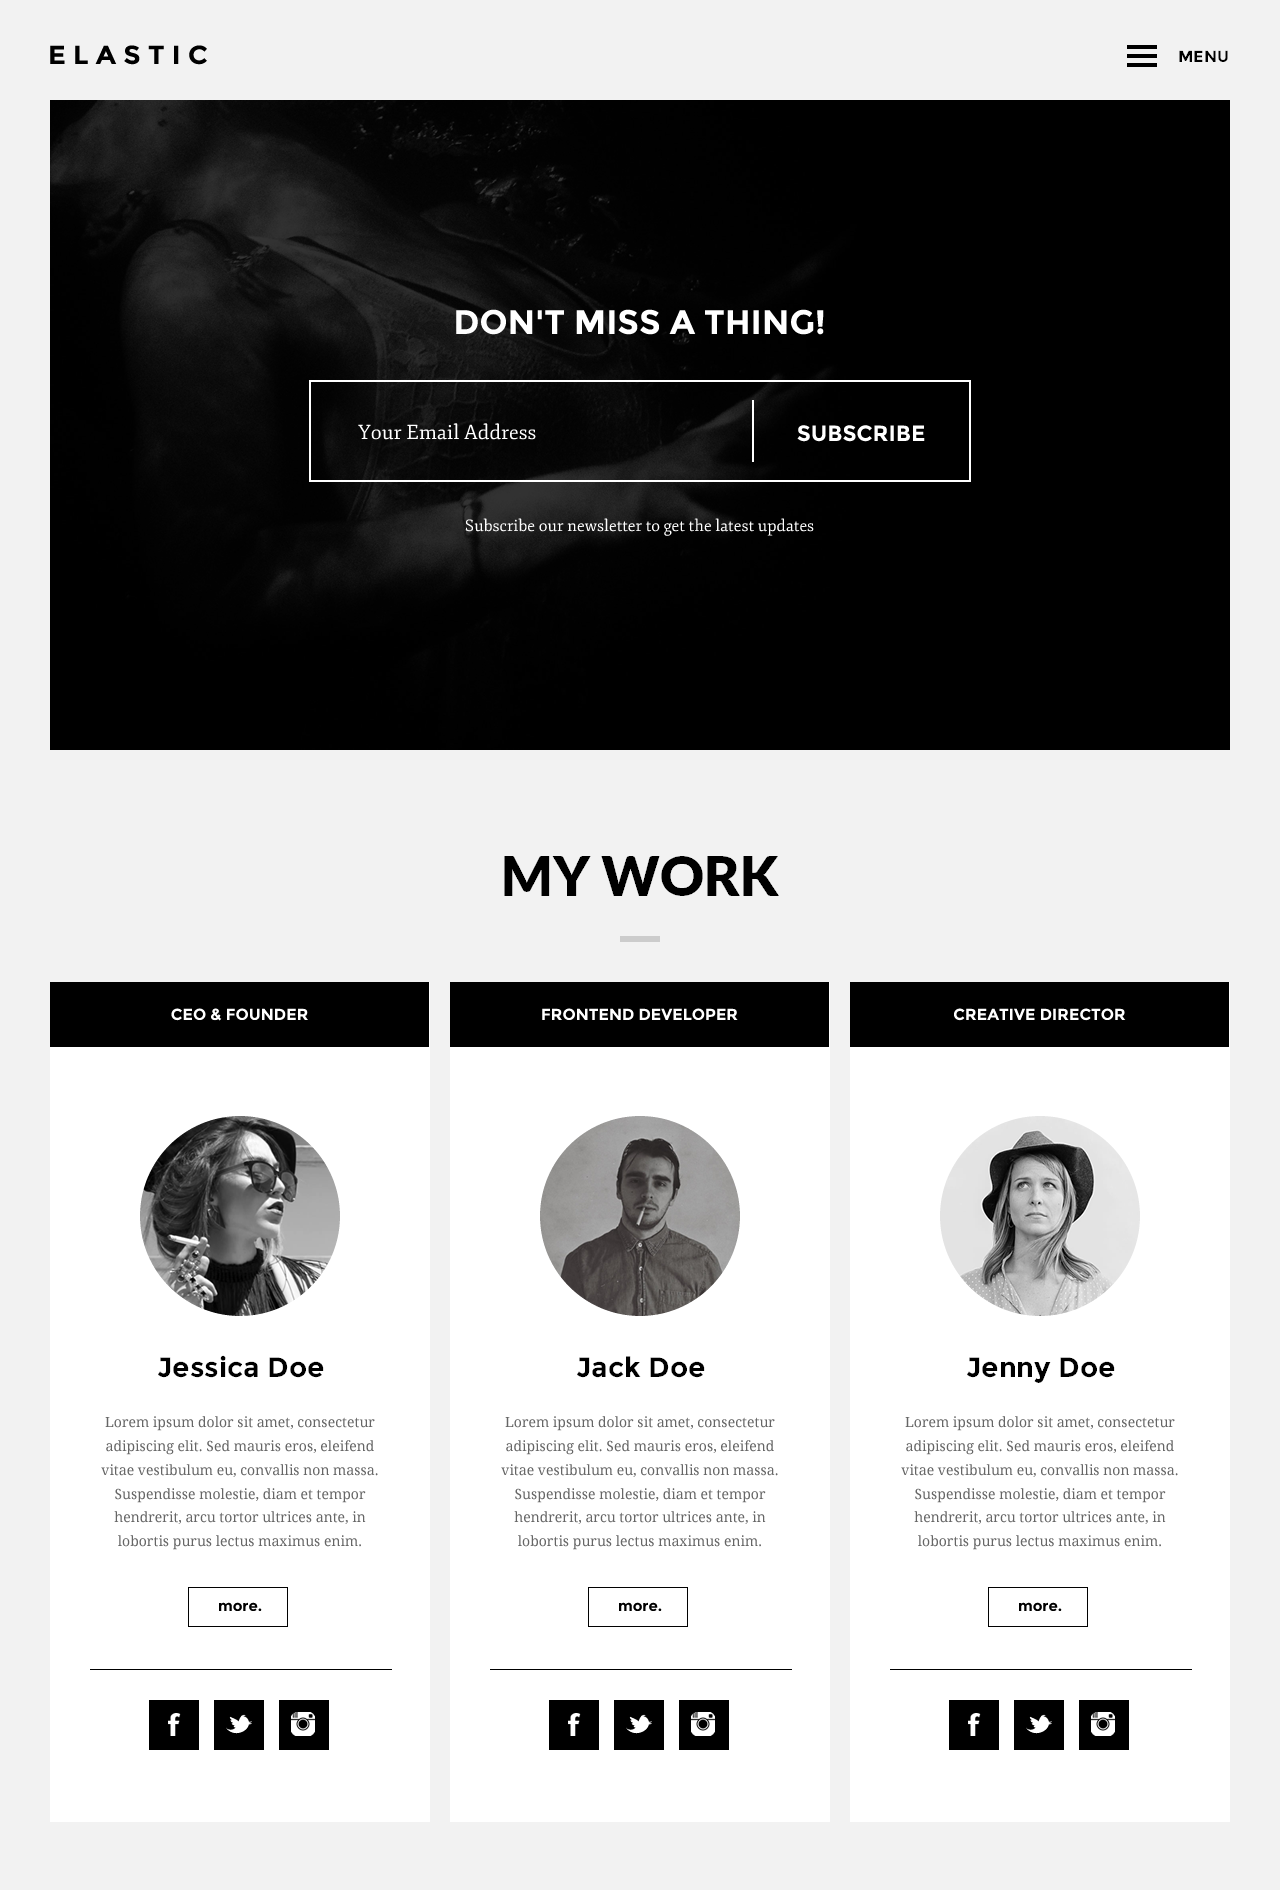 ELASTIC
MENU
DON'T MISS A THING!
Your Email Address
SUBSCRIBE
Subscribe our newsletter to get the latest updates
MY WORK
CEO & FOUNDER
Jessica Doe
Lorem ipsum dolor sit amet, consectetur
adipiscing elit. Sed mauris eros, eleifend
vitae vestibulum eu, convallis non massa.
Suspendisse molestie, diam et tempor
hendrerit, arcu tortor ultrices ante, in
lobortis purus lectus maximus enim.
more.
FRONTEND DEVELOPER
Jack Doe
Lorem ipsum dolor sit amet, consectetur
adipiscing elit. Sed mauris eros, eleifend
vitae vestibulum eu, convallis non massa.
Suspendisse molestie, diam et tempor
hendrerit, arcu tortor ultrices ante, in
lobortis purus lectus maximus enim.
more.
CREATIVE DIRECTOR
Jenny Doe
Lorem ipsum dolor sit amet, consectetur
adipiscing elit. Sed mauris eros, eleifend
vitae vestibulum eu, convallis non massa.
Suspendisse molestie, diam et tempor
hendrerit, arcu tortor ultrices ante, in
lobortis purus lectus maximus enim.
more.